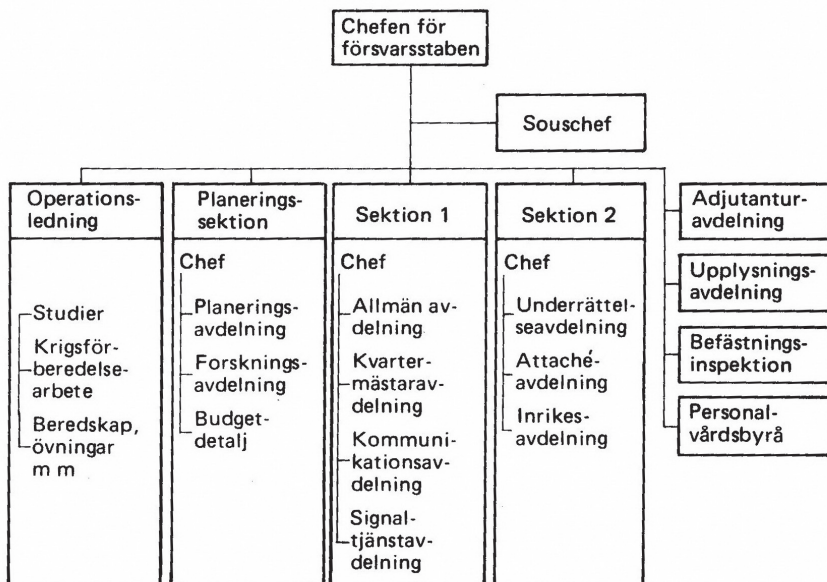 Chefen för
försvarsstaben
Souschef
Operations-
ledning
Studier
Krigsför-
beredelse-
arbete
Beredskap,
övningar
m m
Planerings-
sektion
Chef
Planerings-
avdelning
Forsknings-
avdelning
Budget-
detalj
Sektion 1
Chef
Allmän av-
delning
Kvarter-
mästarav-
delning
Kommuni-
kationsav-
delning
Signal-
tjänstav-
delning
Sektion 2
Chef
Underrättel-
seavdelning
Attaché-
avdelning
Inrikes-
avdelning
Adjutantur-
avdelning
Upplysnings-
avdelning
Befästnings-
inspektion
Personal-
vårdsbyrå